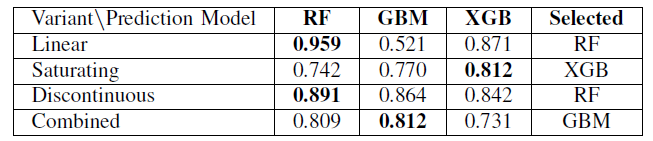 Variant\Prediction Model RF GBM XGB Selected
Linear 0.959 0.521 0.871 RF
Saturating 0.742 0.770 0.812 XGB
Discontinuous 0.891 0.864 0.842 RF
Combined 0.809 0.812 0.731 GBM